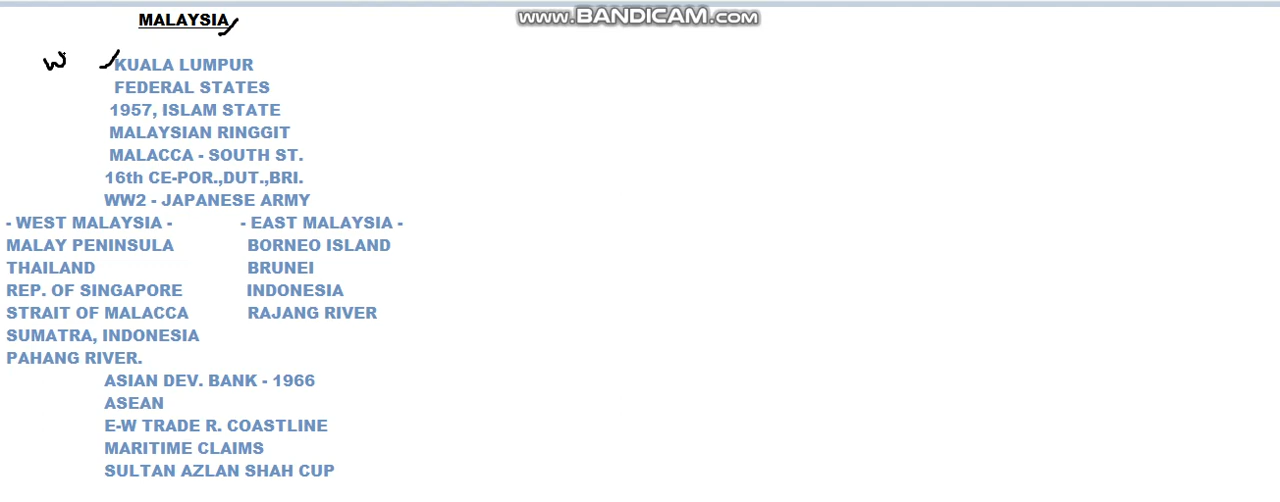 MALAYSIA
www.BANDICAM.com
W KUALA LUMPUR
FEDERAL STATES
1957, ISLAM STATE
MALAYSIAN RINGGIT
MALACCA - SOUTH ST.
16th CE-POR.,DUT.,BRI.
WW2 - JAPANESE ARMY
- WEST MALAYSIA - - EAST MALAYSIA -
MALAY PENINSULA BORNEO ISLAND
THAILAND BRUNEI
REP. OF SINGAPORE INDONESIA
STRAIT OF MALACCA RAJANG RIVER
SUMATRA, INDONESIA
PAHANG RIVER.
ASIAN DEV. BANK - 1966
ASEAN
E-W TRADE R. COASTLINE
MARITIME CLAIMS
SULTAN AZLAN SHAH CUP